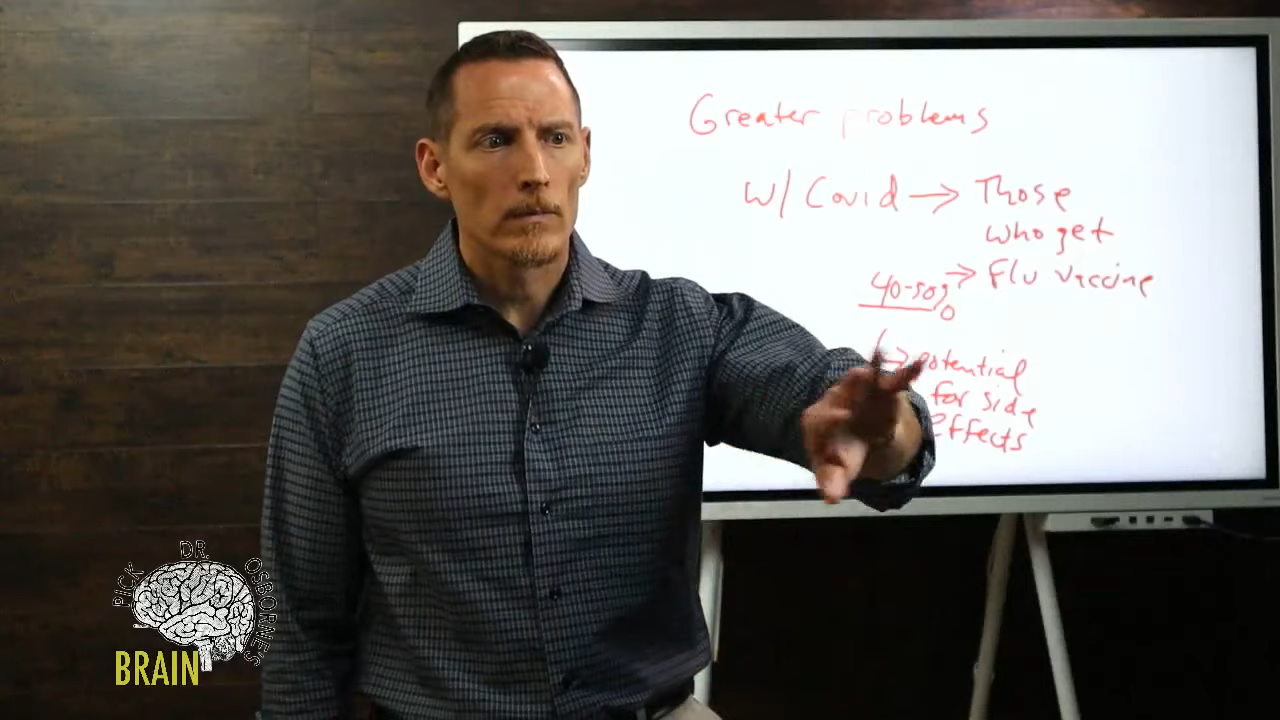 Greater problems
w/ Covid → Those
who get
40-50% → Flu vaccine
↳ potential
for side
effects
PICK DR. OSBORNE'S
BRAIN